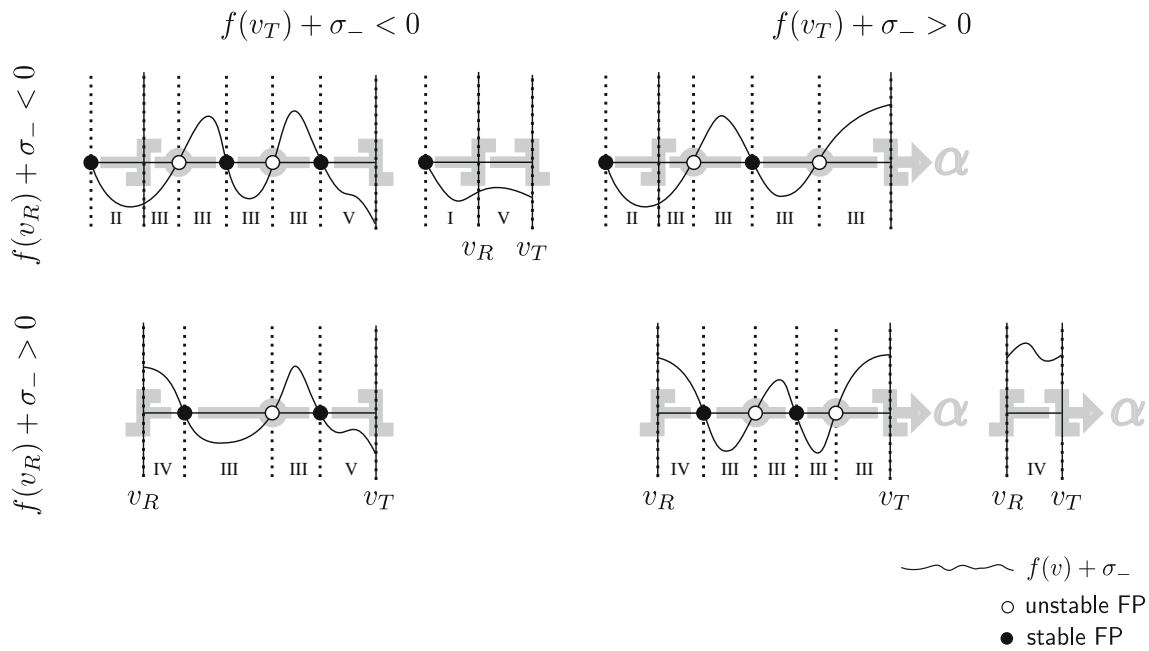 f(v_T) + σ_− < 0
f(v_T) + σ_− > 0
f(v_R) + σ_− < 0
II III III III III V
I V
II III III III III
α
v_R v_T
f(v_R) + σ_− > 0
IV III III V
IV III III III III
α
IV
α
v_R v_T
v_R v_T
v_R v_T
f(v) + σ_−
unstable FP
stable FP